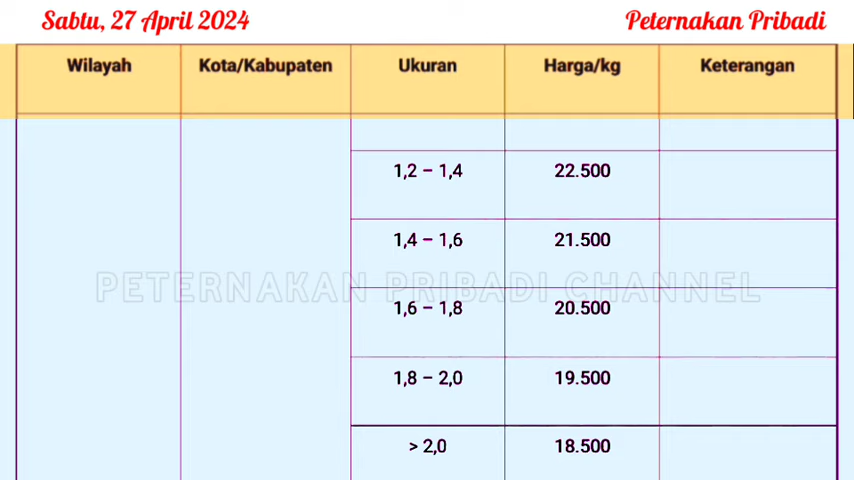 Sabtu, 27 April 2024 Peternakan Pribadi
Wilayah Kota/Kabupaten Ukuran Harga/kg Keterangan
1,2 – 1,4 22.500
1,4 – 1,6 21.500
PETERNAKAN PRIBADI CHANNEL
1,6 – 1,8 20.500
1,8 – 2,0 19.500
> 2,0 18.500